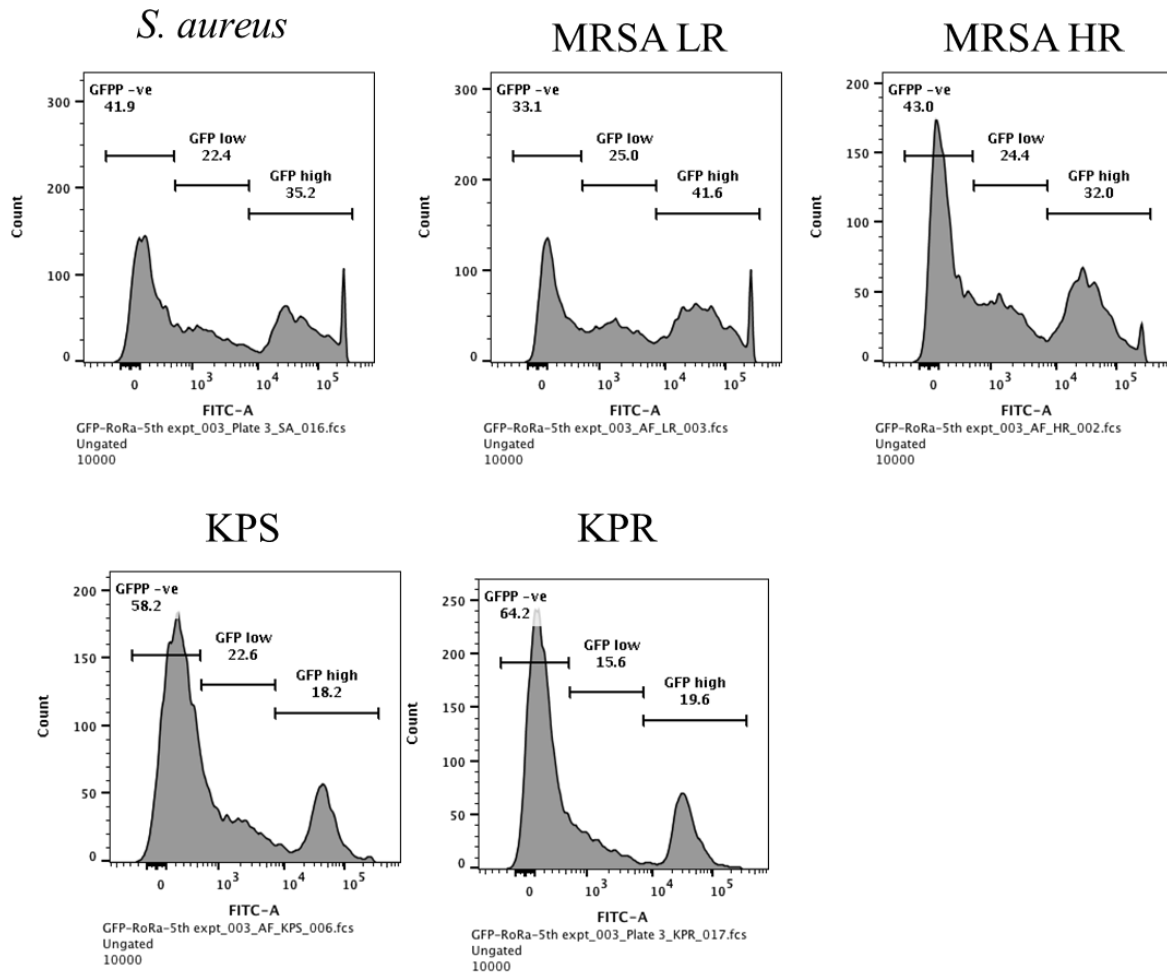 S. aureus
300
200
100
0
Count
GFPP -ve
41.9
GFP low
22.4
GFP high
35.2
0 10³ 10⁴ 10⁵
FITC-A
GFP-RoRa-5th expt_003_Plate 3_SA_016.fcs
Ungated
10000
MRSA LR
300
200
100
0
Count
GFPP -ve
33.1
GFP low
25.0
GFP high
41.6
0 10³ 10⁴ 10⁵
FITC-A
GFP-RoRa-5th expt_003_AF_LR_003.fcs
Ungated
10000
MRSA HR
200
150
100
50
0
Count
GFPP -ve
43.0
GFP low
24.4
GFP high
32.0
0 10³ 10⁴ 10⁵
FITC-A
GFP-RoRa-5th expt_003_AF_HR_002.fcs
Ungated
10000
KPS
200
150
100
50
0
Count
GFPP -ve
58.2
GFP low
22.6
GFP high
18.2
0 10³ 10⁴ 10⁵
FITC-A
GFP-RoRa-5th expt_003_AF_KPS_006.fcs
Ungated
10000
KPR
250
200
150
100
50
0
Count
GFPP -ve
64.2
GFP low
15.6
GFP high
19.6
0 10³ 10⁴ 10⁵
FITC-A
GFP-RoRa-5th expt_003_Plate 3_KPR_017.fcs
Ungated
10000